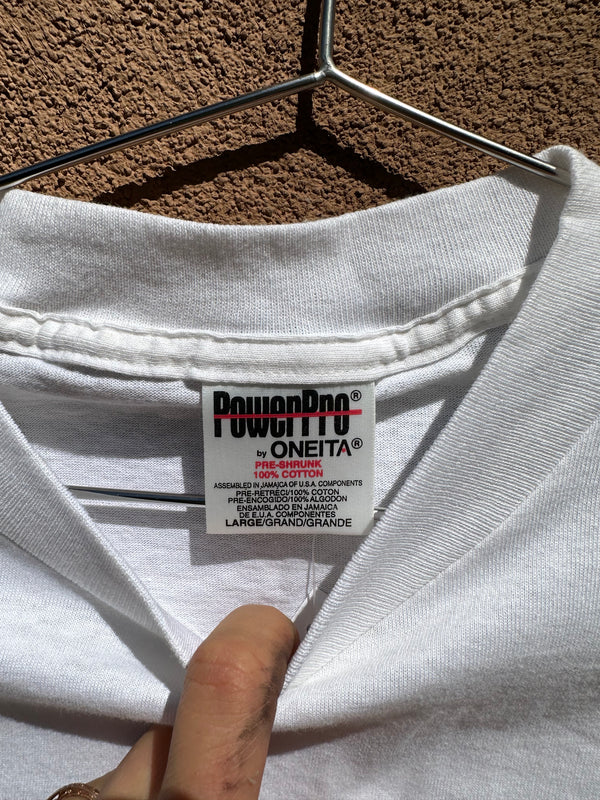 PowerPro®
by ONEITA®
PRE-SHRUNK
100% COTTON
ASSEMBLED IN JAMAICA OF U.S.A. COMPONENTS
PRE-RETRÉCI/100% COTON
PRE-ENCOGIDO/100% ALGODON
ENSAMBLADO EN JAMAICA
DE E.U.A. COMPONENTES
LARGE/GRAND/GRANDE